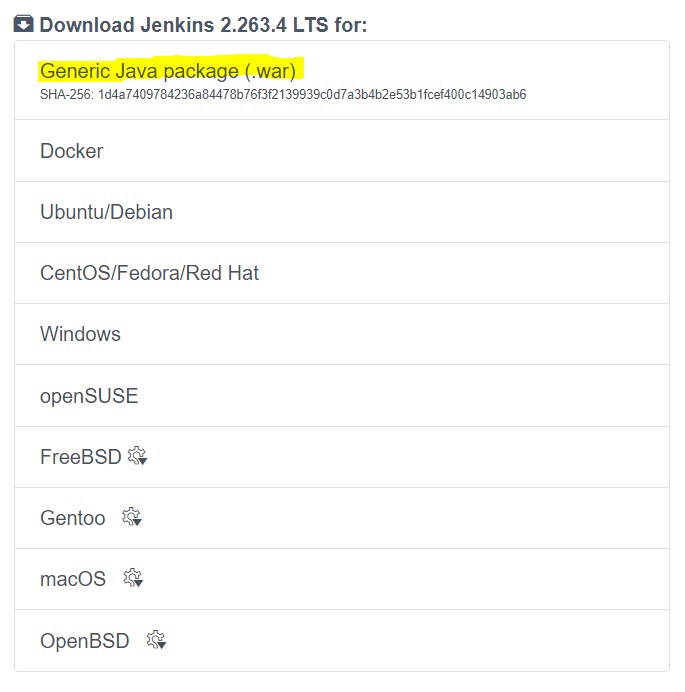 Download Jenkins 2.263.4 LTS for:
Generic Java package (.war)
SHA-256: 1d4a7409784236a84478b76f3f2139939c0d7a3b4b2e53b1fcef400c14903ab6
Docker
Ubuntu/Debian
CentOS/Fedora/Red Hat
Windows
openSUSE
FreeBSD
Gentoo
macOS
OpenBSD